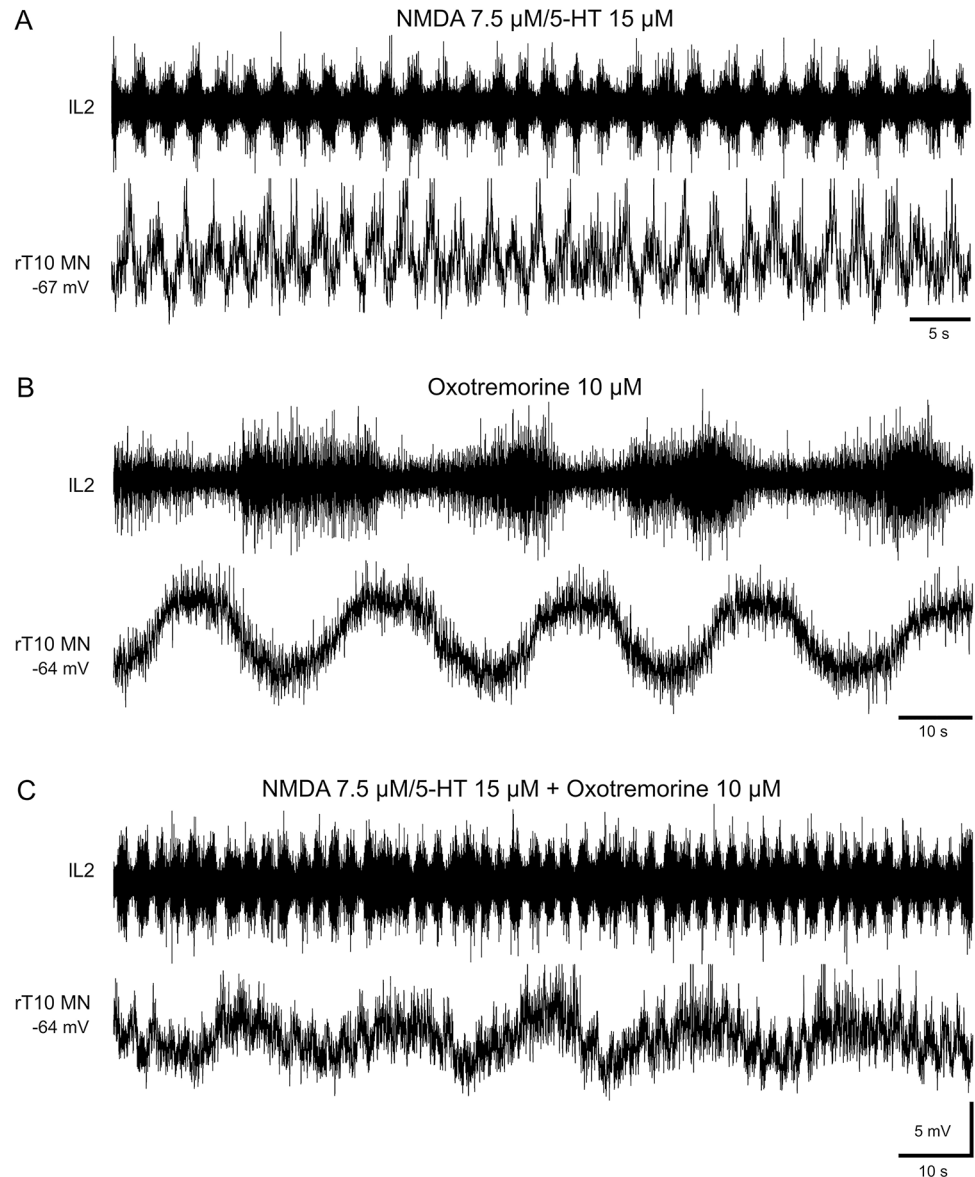 A
NMDA 7.5 µM/5-HT 15 µM
IL2
rT10 MN
-67 mV
5 s
B
Oxotremorine 10 µM
IL2
rT10 MN
-64 mV
10 s
C
NMDA 7.5 µM/5-HT 15 µM + Oxotremorine 10 µM
IL2
rT10 MN
-64 mV
5 mV
10 s